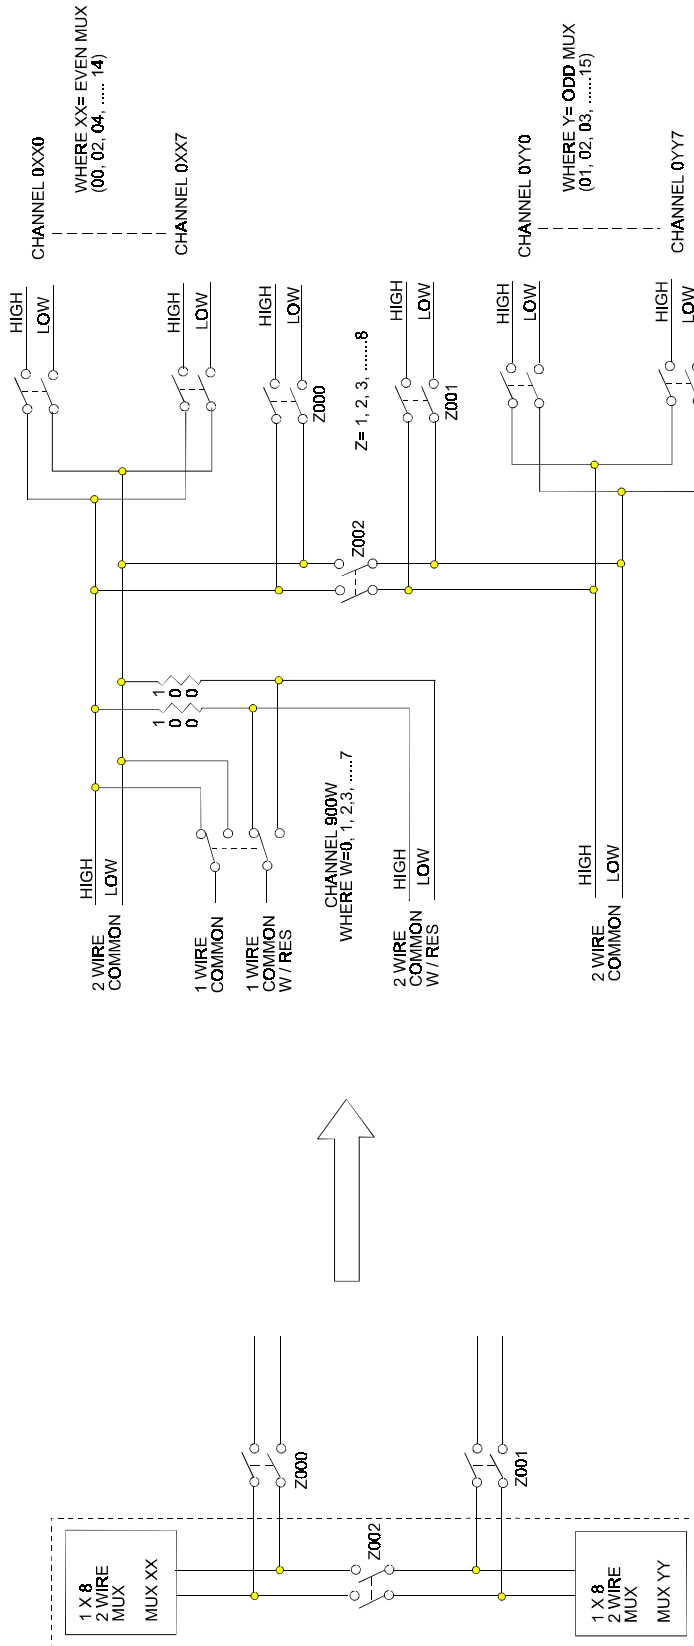 CHANNEL 0XX0
WHERE XX= EVEN MUX
(00, 02, 04, ..... 14)
CHANNEL 0XX7
HIGH
LOW
HIGH
LOW
HIGH
LOW
Z000
Z= 1, 2, 3, .......8
HIGH
LOW
Z001
Z002
CHANNEL 0YY0
WHERE Y= ODD MUX
(01, 02, 03, ......15)
CHANNEL 0YY7
HIGH
LOW
HIGH
LOW
100
100
HIGH
LOW
2 WIRE
COMMON
1 WIRE
COMMON
1 WIRE
COMMON
W / RES
CHANNEL 900W
WHERE W=0, 1, 2,3, .....7
HIGH
LOW
2 WIRE
COMMON
W / RES
HIGH
LOW
2 WIRE
COMMON
1 X 8
2 WIRE
MUX
MUX XX
Z000
Z002
Z001
1 X 8
2 WIRE
MUX
MUX YY